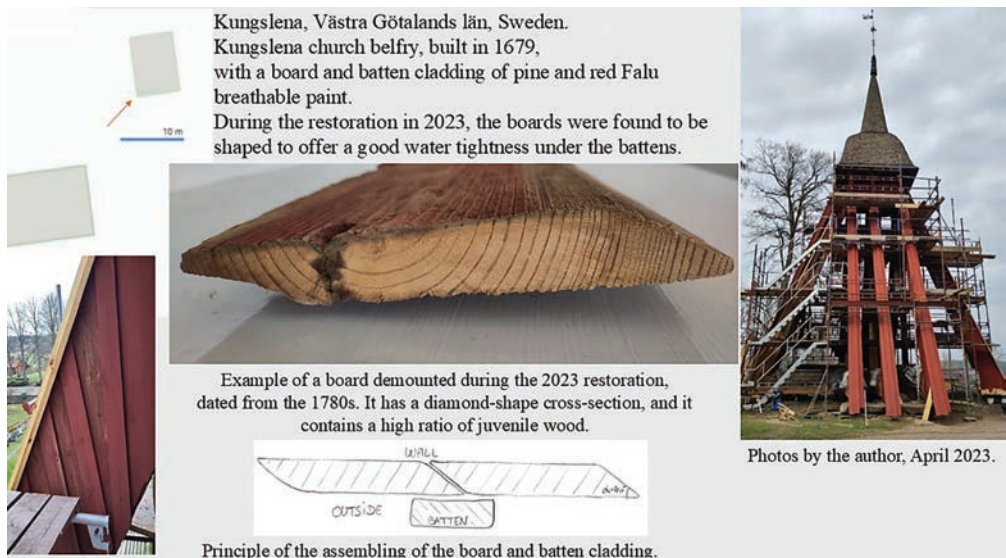 Kungslena, Västra Götalands län, Sweden.
Kungslena church belfry, built in 1679,
with a board and batten cladding of pine and red Falu
breathable paint.
During the restoration in 2023, the boards were found to be
shaped to offer a good water tightness under the battens.
10 m
Example of a board demounted during the 2023 restoration,
dated from the 1780s. It has a diamond-shape cross-section, and it
contains a high ratio of juvenile wood.
WALL
OUTSIDE
BATTEN
Principle of the assembling of the board and batten cladding.
Photos by the author, April 2023.